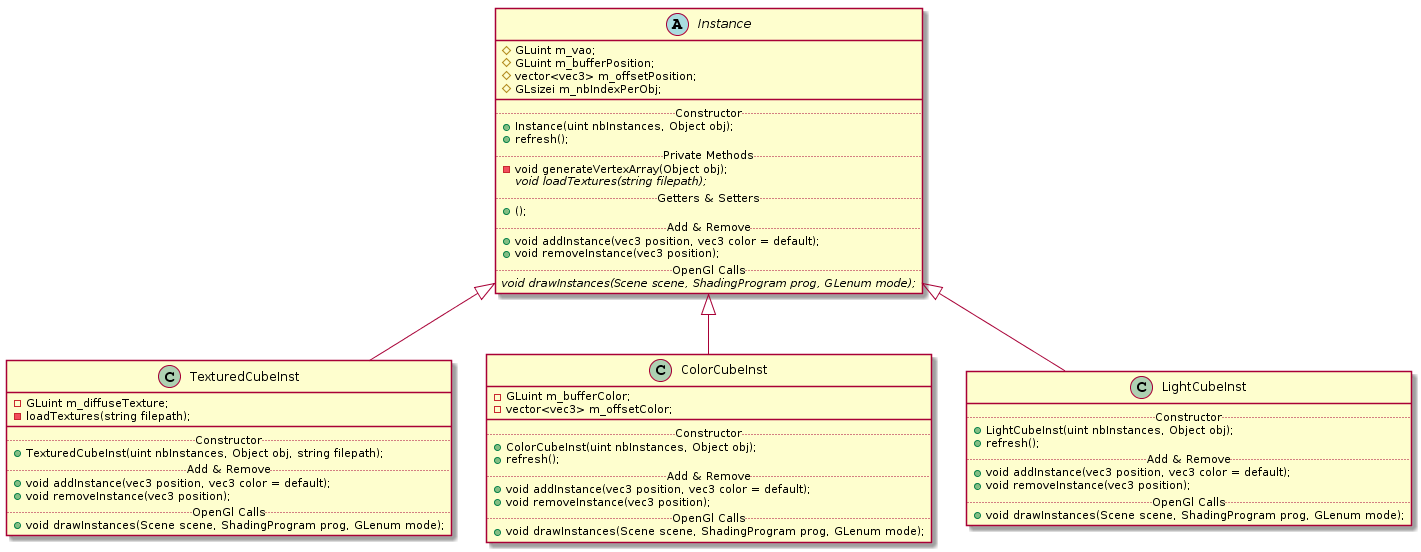 A Instance
GLuint m_vao;
GLuint m_bufferPosition;
vector<vec3> m_offsetPosition;
GLsizei m_nbIndexPerObj;
Constructor
Instance(uint nbInstances, Object obj);
refresh();
Private Methods
void generateVertexArray(Object obj);
void loadTextures(string filepath);
Getters & Setters
();
Add & Remove
void addInstance(vec3 position, vec3 color = default);
void removeInstance(vec3 position);
OpenGl Calls
void drawInstances(Scene scene, ShadingProgram prog, GLenum mode);
C TexturedCubeInst
GLuint m_diffuseTexture;
loadTextures(string filepath);
Constructor
TexturedCubeInst(uint nbInstances, Object obj, string filepath);
Add & Remove
void addInstance(vec3 position, vec3 color = default);
void removeInstance(vec3 position);
OpenGl Calls
void drawInstances(Scene scene, ShadingProgram prog, GLenum mode);
C ColorCubeInst
GLuint m_bufferColor;
vector<vec3> m_offsetColor;
Constructor
ColorCubeInst(uint nbInstances, Object obj);
refresh();
Add & Remove
void addInstance(vec3 position, vec3 color = default);
void removeInstance(vec3 position);
OpenGl Calls
void drawInstances(Scene scene, ShadingProgram prog, GLenum mode);
C LightCubeInst
Constructor
LightCubeInst(uint nbInstances, Object obj);
refresh();
Add & Remove
void addInstance(vec3 position, vec3 color = default);
void removeInstance(vec3 position);
OpenGl Calls
void drawInstances(Scene scene, ShadingProgram prog, GLenum mode);